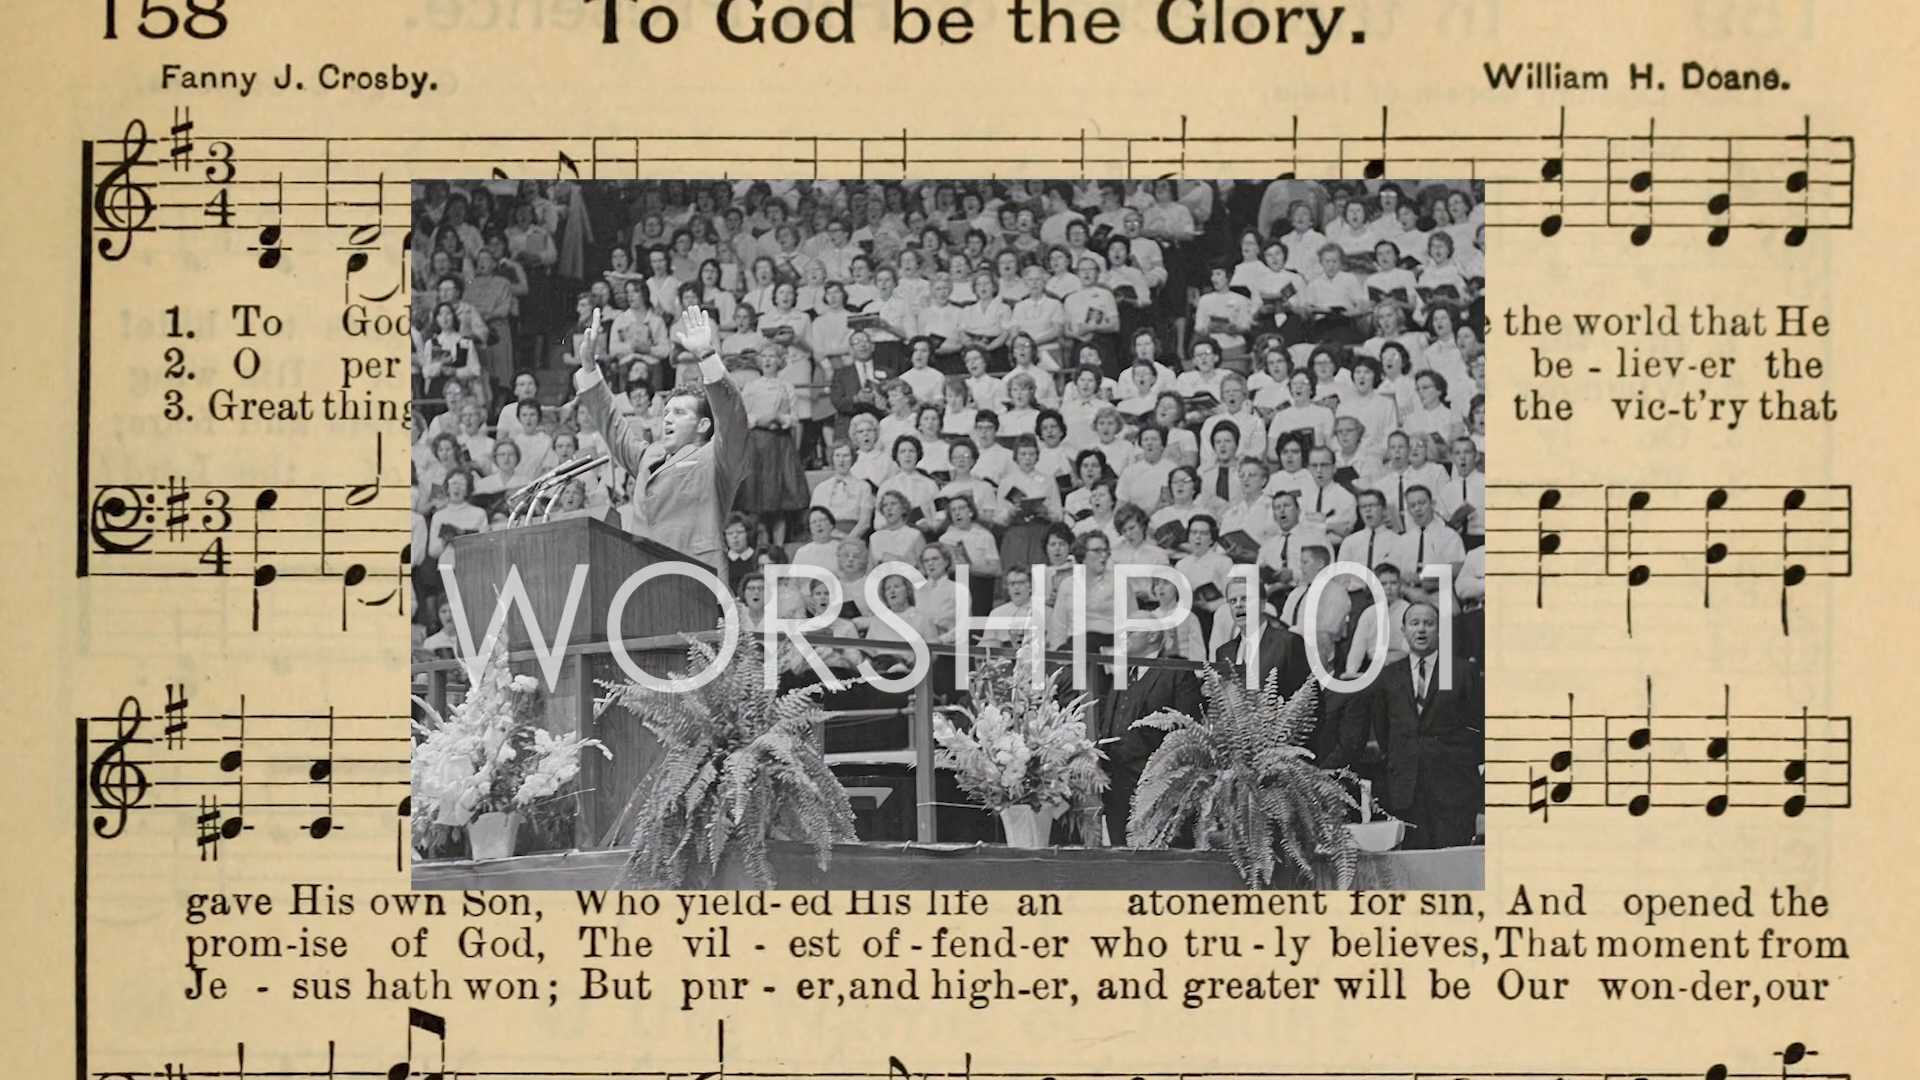 158
To God be the Glory.
Fanny J. Crosby.
William H. Doane.
3
4
1. To God
the world that He
2. O per
be - liev-er the
3. Great thing
the vic-t'ry that
3
4
WORSHIP101
gave His own Son, Who yield-ed His life an atonement for sin, And opened the
prom-ise of God, The vil - est of-fend-er who tru-ly believes, That moment from
Je - sus hath won; But pur - er, and high-er, and greater will be Our won-der, our